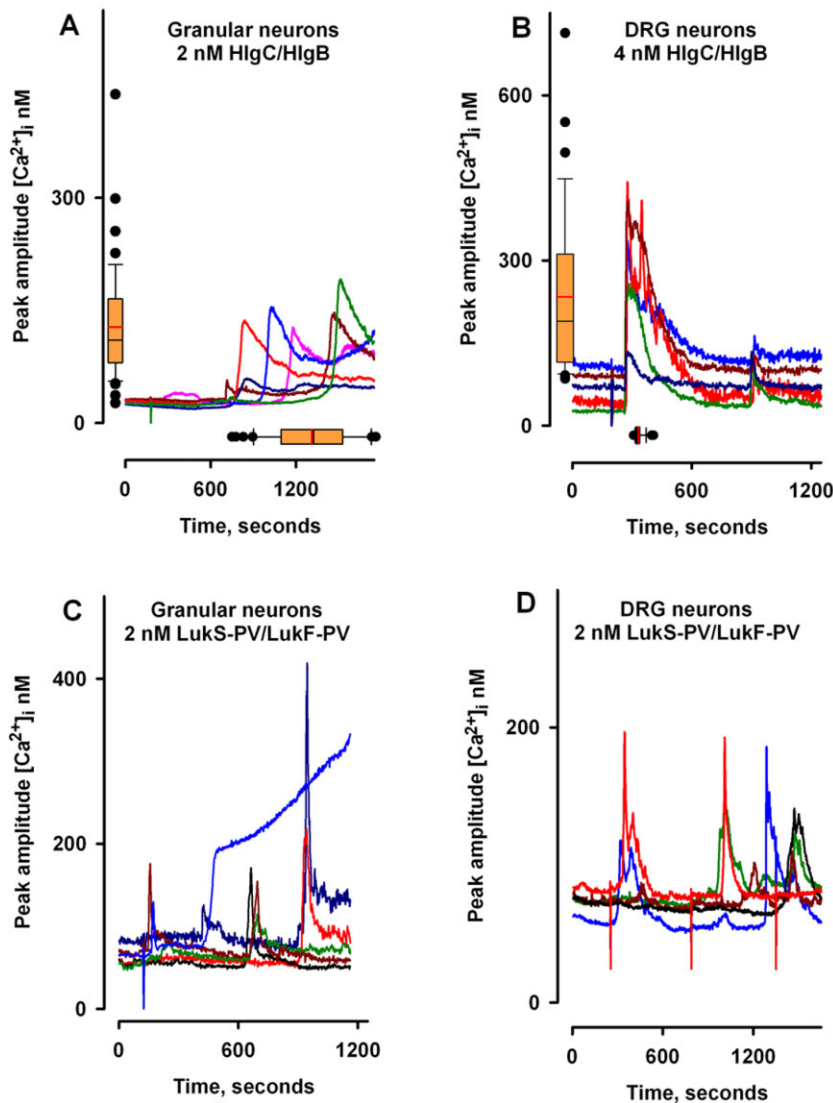 A
Granular neurons
2 nM HlgC/HlgB
Peak amplitude [Ca²⁺]ᵢ nM
300
0
0 600 1200
Time, seconds
B
DRG neurons
4 nM HlgC/HlgB
Peak amplitude [Ca²⁺]ᵢ nM
600
300
0
0 600 1200
Time, seconds
C
Granular neurons
2 nM LukS-PV/LukF-PV
Peak amplitude [Ca²⁺]ᵢ nM
400
200
0
0 600 1200
Time, seconds
D
DRG neurons
2 nM LukS-PV/LukF-PV
Peak amplitude [Ca²⁺]ᵢ nM
200
0
0 600 1200
Time, seconds